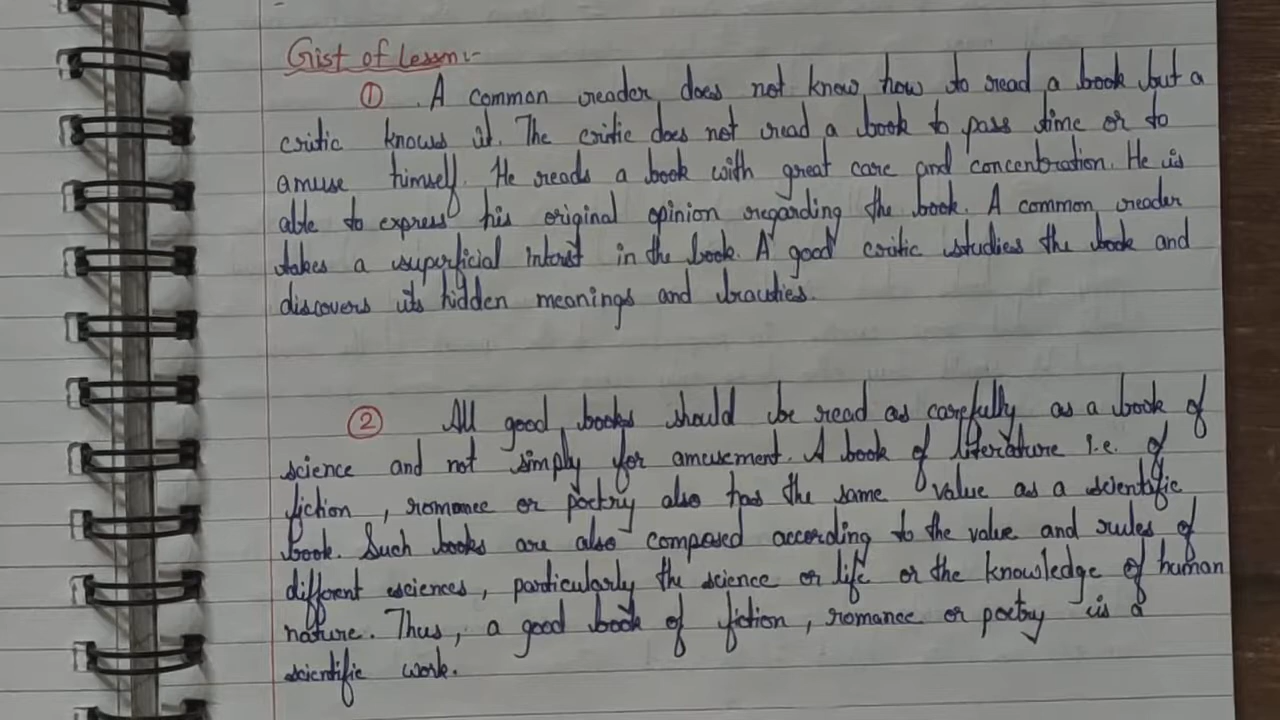 Gist of Lesson:-
① A common reader does not know how to read a book but a
critic knows it. The critic does not read a book to pass time or to
amuse himself. He reads a book with great care and concentration. He is
able to express his original opinion regarding the book. A common reader
takes a superficial interst in the book. A good critic studies the book and
discovers its hidden meanings and beauties.
② All good books should be read as carefully as a book of
science and not simply for amusement. A book of literature i.e. of
fiction, romance or poetry also has the same value as a scientific
book. Such books are also composed according to the value and rules of
different sciences, particularly the science or life or the knowledge of human
nature. Thus, a good book of fiction, romance or poetry is a
scientific work.